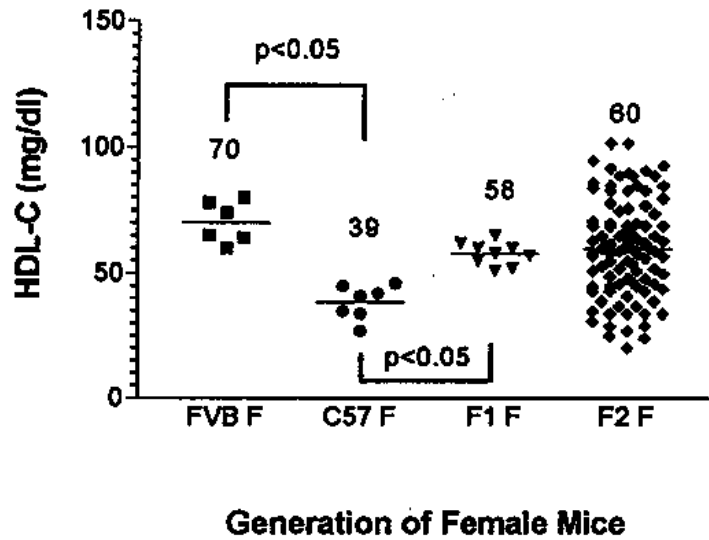 150
p<0.05
60
100
70
58
39
HDL-C (mg/dl)
50
p<0.05
0
FVB F C57 F F1 F F2 F
Generation of Female Mice